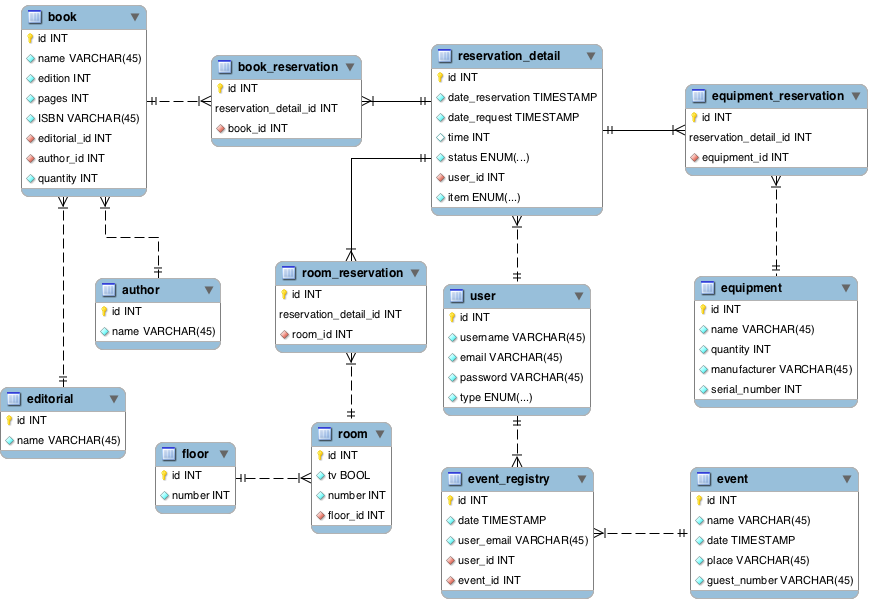 book
id INT
name VARCHAR(45)
edition INT
pages INT
ISBN VARCHAR(45)
editorial_id INT
author_id INT
quantity INT
book_reservation
id INT
reservation_detail_id INT
book_id INT
reservation_detail
id INT
date_reservation TIMESTAMP
date_request TIMESTAMP
time INT
status ENUM(...)
user_id INT
item ENUM(...)
equipment_reservation
id INT
reservation_detail_id INT
equipment_id INT
author
id INT
name VARCHAR(45)
room_reservation
id INT
reservation_detail_id INT
room_id INT
user
id INT
username VARCHAR(45)
email VARCHAR(45)
password VARCHAR(45)
type ENUM(...)
equipment
id INT
name VARCHAR(45)
quantity INT
manufacturer VARCHAR(45)
serial_number INT
editorial
id INT
name VARCHAR(45)
floor
id INT
number INT
room
id INT
tv BOOL
number INT
floor_id INT
event_registry
id INT
date TIMESTAMP
user_email VARCHAR(45)
user_id INT
event_id INT
event
id INT
name VARCHAR(45)
date TIMESTAMP
place VARCHAR(45)
guest_number VARCHAR(45)